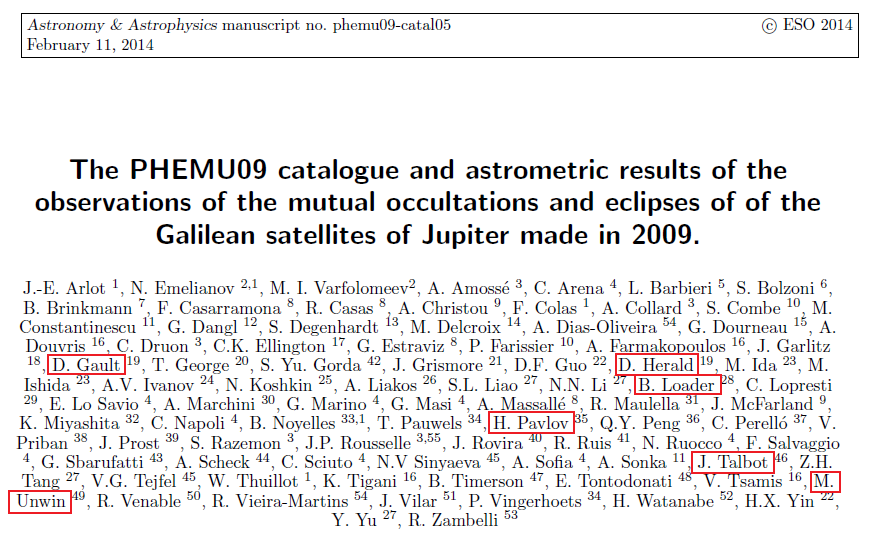 Astronomy & Astrophysics manuscript no. phemu09-catal05 © ESO 2014
February 11, 2014
The PHEMU09 catalogue and astrometric results of the
observations of the mutual occultations and eclipses of of the
Galilean satellites of Jupiter made in 2009.
J.-E. Arlot 1, N. Emelianov 2,1, M. I. Varfolomeev2, A. Amossé 3, C. Arena 4, L. Barbieri 5, S. Bolzoni 6,
B. Brinkmann 7, F. Casarramona 8, R. Casas 8, A. Christou 9, F. Colas 1, A. Collard 3, S. Combe 10, M.
Constantinescu 11, G. Dangl 12, S. Degenhardt 13, M. Delcroix 14, A. Dias-Oliveira 54, G. Dourneau 15, A.
Douvris 16, C. Druon 3, C.K. Ellington 17, G. Estraviz 8, P. Farissier 10, A. Farmakopoulos 16, J. Garlitz
18, D. Gault 19, T. George 20, S. Yu. Gorda 42, J. Grismore 21, D.F. Guo 22, D. Herald 19, M. Ida 23, M.
Ishida 23, A.V. Ivanov 24, N. Koshkin 25, A. Liakos 26, S.L. Liao 27, N.N. Li 27, B. Loader 28, C. Lopresti
29, E. Lo Savio 4, A. Marchini 30, G. Marino 4, G. Masi 4, A. Massallé 8, R. Maulella 31, J. McFarland 9,
K. Miyashita 32, C. Napoli 4, B. Noyelles 33,1, T. Pauwels 34, H. Pavlov 35, Q.Y. Peng 36, C. Perelló 37, V.
Priban 38, J. Prost 39, S. Razemon 3, J.P. Rousselle 3,55, J. Rovira 40, R. Ruis 41, N. Ruocco 4, F. Salvaggio
4, G. Sbarufatti 43, A. Scheck 44, C. Sciuto 4, N.V Sinyaeva 45, A. Sofia 4, A. Sonka 11, J. Talbot 46, Z.H.
Tang 27, V.G. Tejfel 45, W. Thuillot 1, K. Tigani 16, B. Timerson 47, E. Tontodonati 48, V. Tsamis 16, M.
Unwin 49, R. Venable 50, R. Vieira-Martins 54, J. Vilar 51, P. Vingerhoets 34, H. Watanabe 52, H.X. Yin 22,
Y. Yu 27, R. Zambelli 53